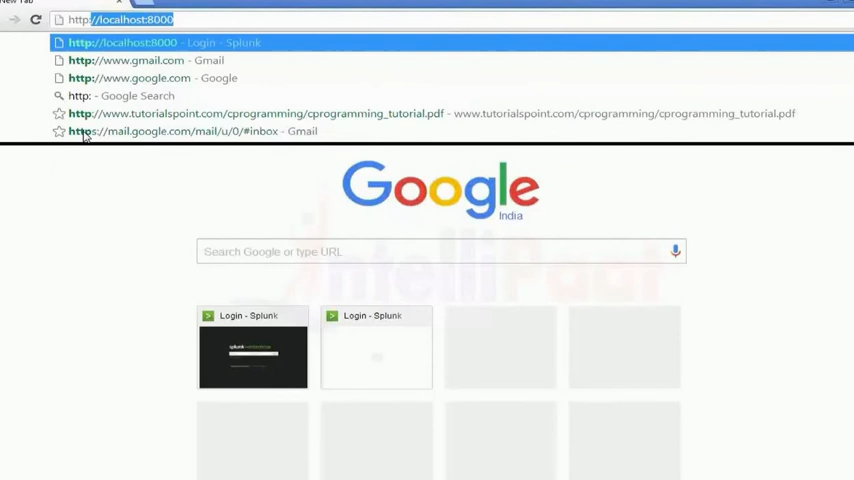 New Tab
http://localhost:8000
http://localhost:8000 - Login - Splunk
http://www.gmail.com - Gmail
http://www.google.com - Google
http: - Google Search
http://www.tutorialspoint.com/cprogramming/cprogramming_tutorial.pdf - www.tutorialspoint.com/cprogramming/cprogramming_tutorial.pdf
https://mail.google.com/mail/u/0/#inbox - Gmail
Google
India
Search Google or type URL
IntelliPaat
Login - Splunk
Login - Splunk
splunk>